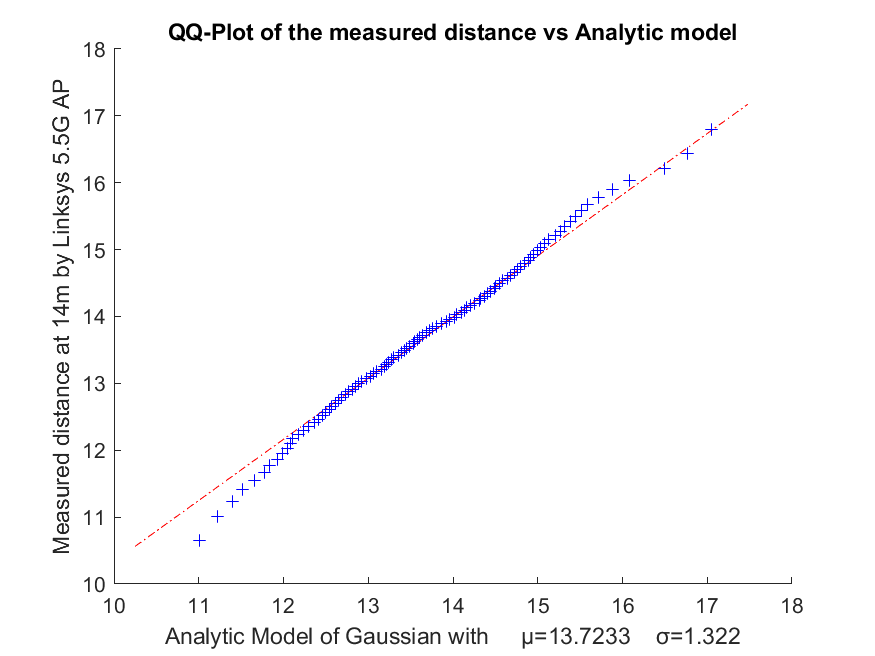 QQ-Plot of the measured distance vs Analytic model
Measured distance at 14m by Linksys 5.5G AP
18
17
16
15
14
13
12
11
10
10 11 12 13 14 15 16 17 18
Analytic Model of Gaussian with μ=13.7233 σ=1.322